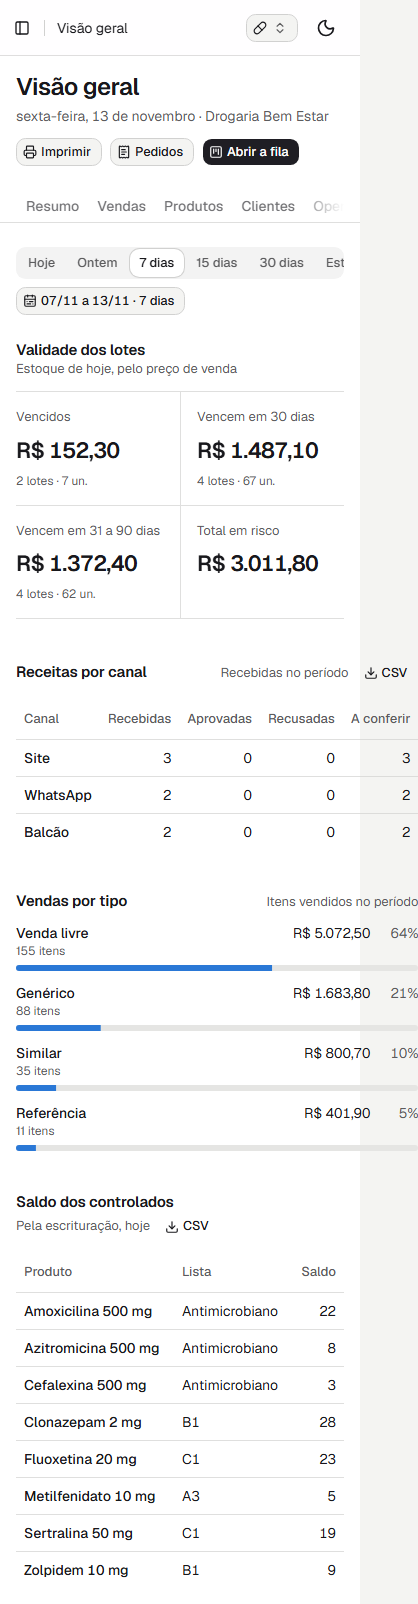 Visão geral
Visão geral
sexta-feira, 13 de novembro · Drogaria Bem Estar
Imprimir Pedidos Abrir a fila
Resumo Vendas Produtos Clientes Ope
Hoje Ontem 7 dias 15 dias 30 dias Est
07/11 a 13/11 · 7 dias
Validade dos lotes
Estoque de hoje, pelo preço de venda
Vencidos Vencem em 30 dias
R$ 152,30 R$ 1.487,10
2 lotes · 7 un. 4 lotes · 67 un.
Vencem em 31 a 90 dias Total em risco
R$ 1.372,40 R$ 3.011,80
4 lotes · 62 un.
Receitas por canal Recebidas no período CSV
Canal Recebidas Aprovadas Recusadas A conferir
Site 3 0 0 3
WhatsApp 2 0 0 2
Balcão 2 0 0 2
Vendas por tipo Itens vendidos no período
Venda livre R$ 5.072,50 64%
155 itens
Genérico R$ 1.683,80 21%
88 itens
Similar R$ 800,70 10%
35 itens
Referência R$ 401,90 5%
11 itens
Saldo dos controlados
Pela escrituração, hoje CSV
Produto Lista Saldo
Amoxicilina 500 mg Antimicrobiano 22
Azitromicina 500 mg Antimicrobiano 8
Cefalexina 500 mg Antimicrobiano 3
Clonazepam 2 mg B1 28
Fluoxetina 20 mg C1 23
Metilfenidato 10 mg A3 5
Sertralina 50 mg C1 19
Zolpidem 10 mg B1 9